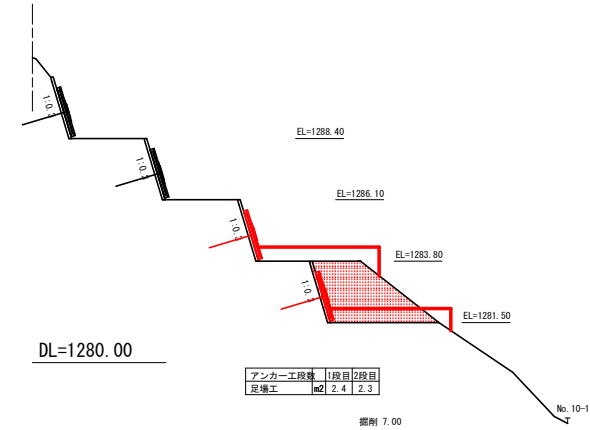 1:0.3
EL=1288.40
1:0.3
EL=1286.10
1:0.3
EL=1283.80
1:0.3
EL=1281.50
DL=1280.00
アンカー工段数 1段目 2段目
足場工 m2 2.4 2.3
No.10-1
掘削 7.00